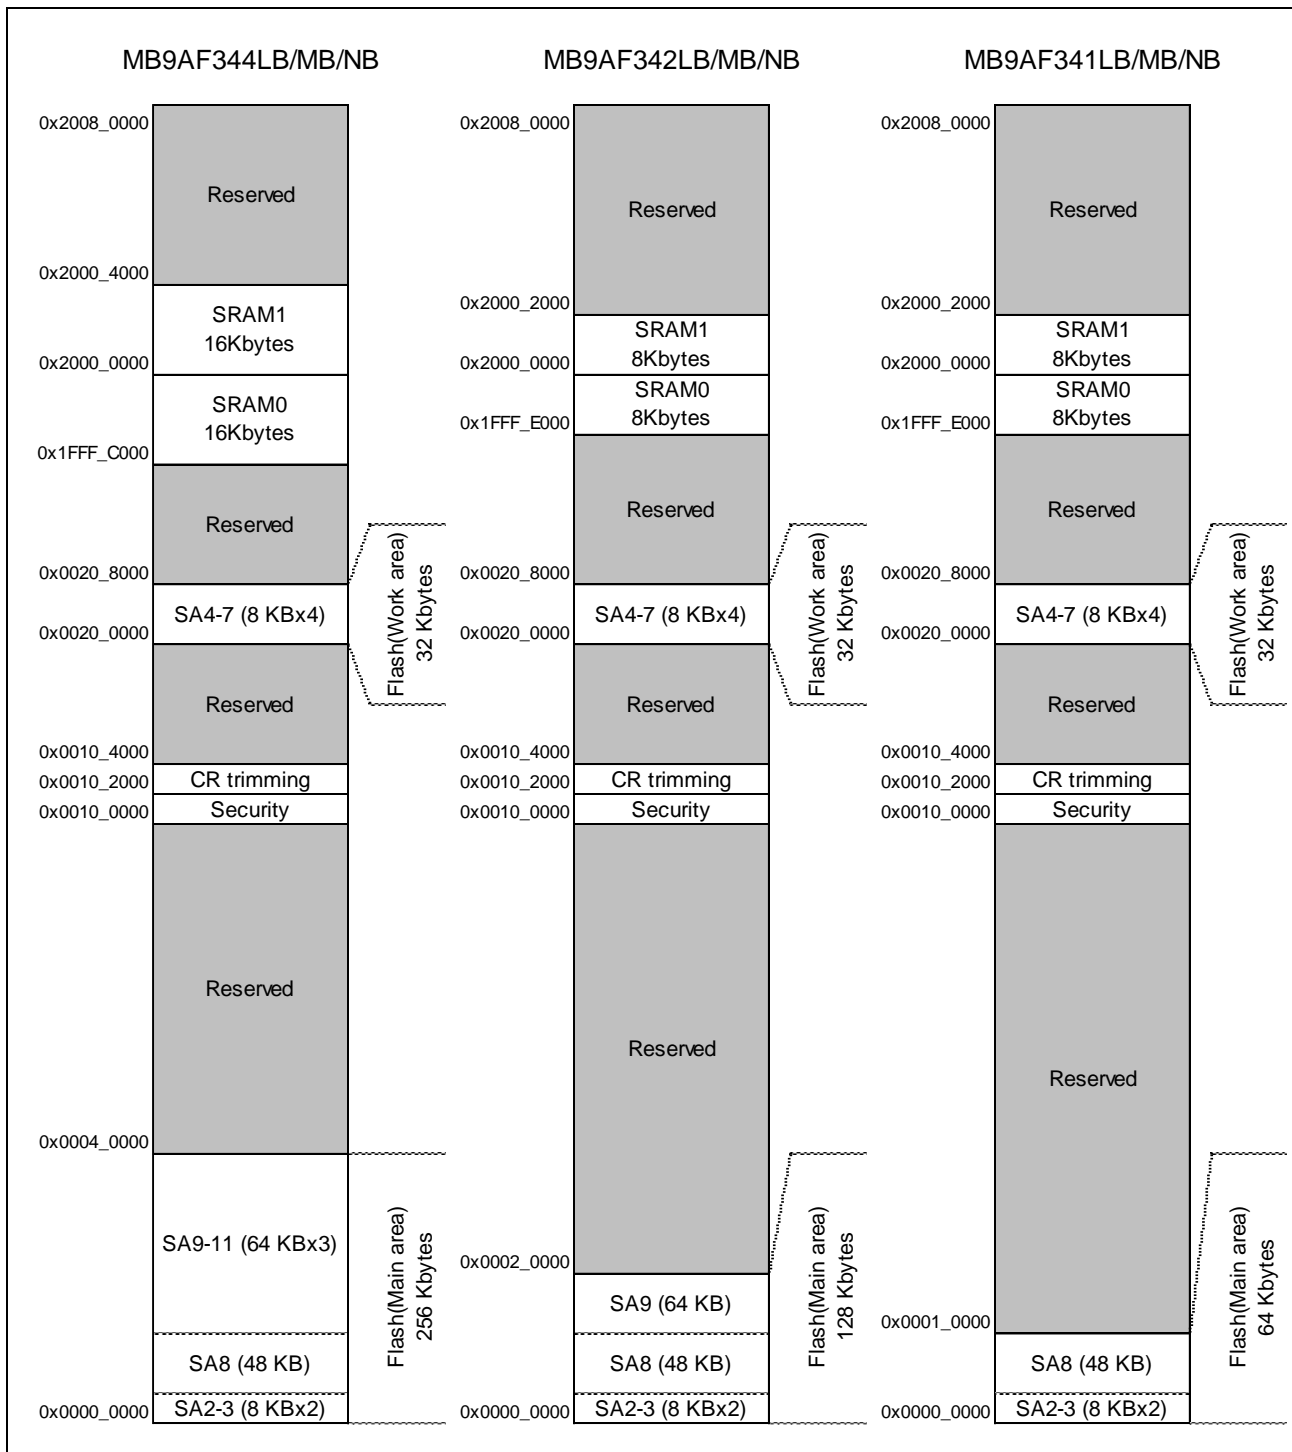 MB9AF344LB/MB/NB
0x2008_0000
Reserved
0x2000_4000
SRAM1
16Kbytes
0x2000_0000
SRAM0
16Kbytes
0x1FFF_C000
Reserved
0x0020_8000
SA4-7 (8 KBx4)
0x0020_0000
Flash(Work area)
32 Kbytes
Reserved
0x0010_4000
CR trimming
0x0010_2000
Security
0x0010_0000
Reserved
0x0004_0000
SA9-11 (64 KBx3)
SA8 (48 KB)
SA2-3 (8 KBx2)
0x0000_0000
Flash(Main area)
256 Kbytes
MB9AF342LB/MB/NB
0x2008_0000
Reserved
0x2000_2000
SRAM1
8Kbytes
0x2000_0000
SRAM0
8Kbytes
0x1FFF_E000
Reserved
0x0020_8000
SA4-7 (8 KBx4)
0x0020_0000
Flash(Work area)
32 Kbytes
Reserved
0x0010_4000
CR trimming
0x0010_2000
Security
0x0010_0000
Reserved
0x0002_0000
SA9 (64 KB)
SA8 (48 KB)
SA2-3 (8 KBx2)
0x0000_0000
Flash(Main area)
128 Kbytes
MB9AF341LB/MB/NB
0x2008_0000
Reserved
0x2000_2000
SRAM1
8Kbytes
0x2000_0000
SRAM0
8Kbytes
0x1FFF_E000
Reserved
0x0020_8000
SA4-7 (8 KBx4)
0x0020_0000
Flash(Work area)
32 Kbytes
Reserved
0x0010_4000
CR trimming
0x0010_2000
Security
0x0010_0000
Reserved
0x0001_0000
SA8 (48 KB)
SA2-3 (8 KBx2)
0x0000_0000
Flash(Main area)
64 Kbytes